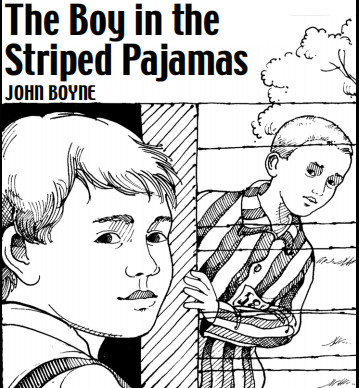 The Boy in the
Striped Pajamas
JOHN BOYNE